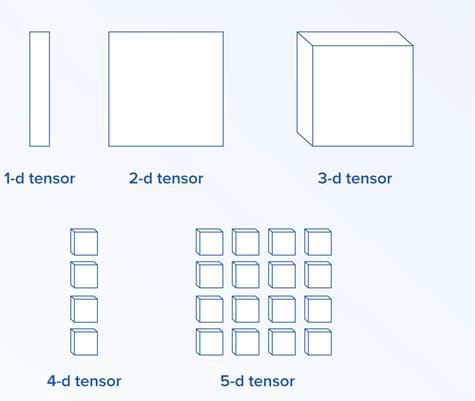 1-d tensor
2-d tensor
3-d tensor
4-d tensor
5-d tensor